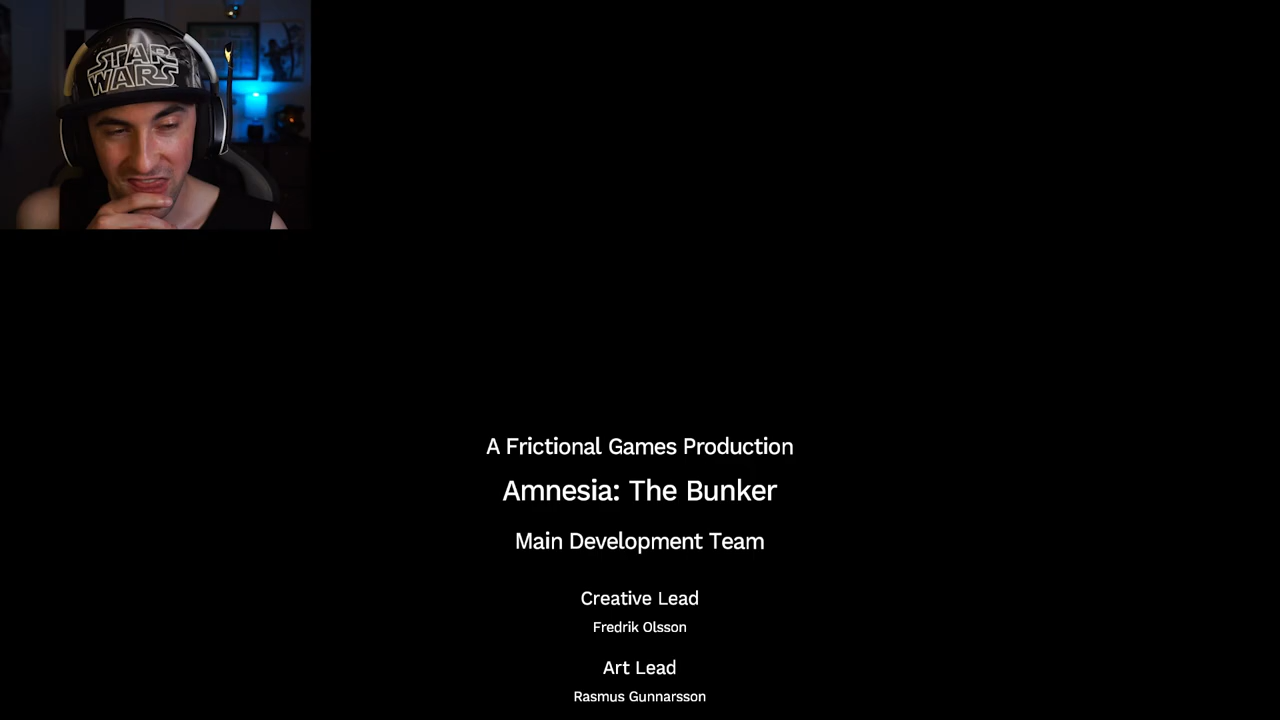 STAR
WARS
A Frictional Games Production
Amnesia: The Bunker
Main Development Team
Creative Lead
Fredrik Olsson
Art Lead
Rasmus Gunnarsson